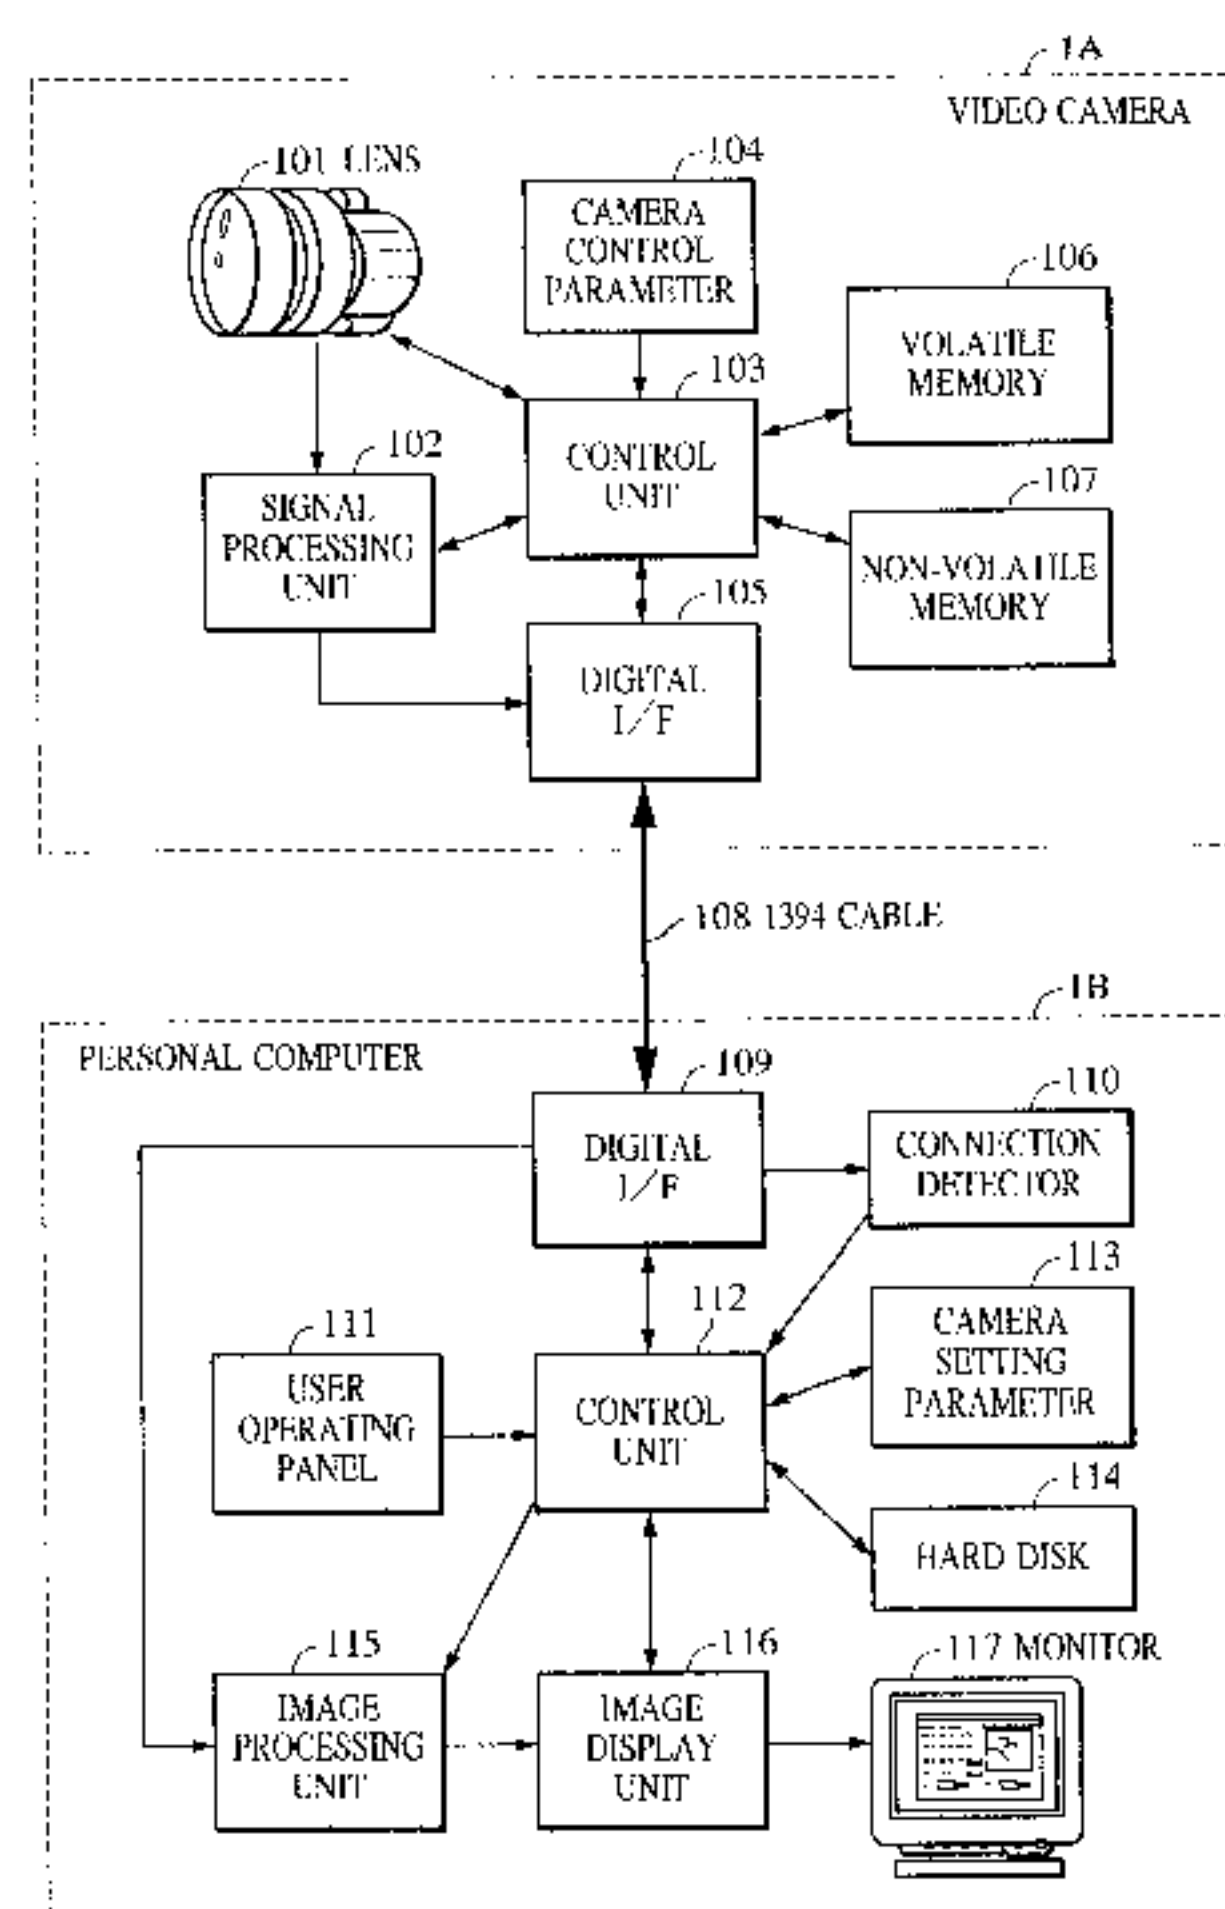 1A
VIDEO CAMERA
101 LENS
104
CAMERA
CONTROL
PARAMETER
106
VOLATILE
MEMORY
103
CONTROL
UNIT
102
SIGNAL
PROCESSING
UNIT
107
NON-VOLATILE
MEMORY
105
DIGITAL
I/F
108 1394 CABLE
1B
PERSONAL COMPUTER
109
DIGITAL
I/F
110
CONNECTION
DETECTOR
113
CAMERA
SETTING
PARAMETER
112
CONTROL
UNIT
111
USER
OPERATING
PANEL
114
HARD DISK
115
IMAGE
PROCESSING
UNIT
116
IMAGE
DISPLAY
UNIT
117 MONITOR